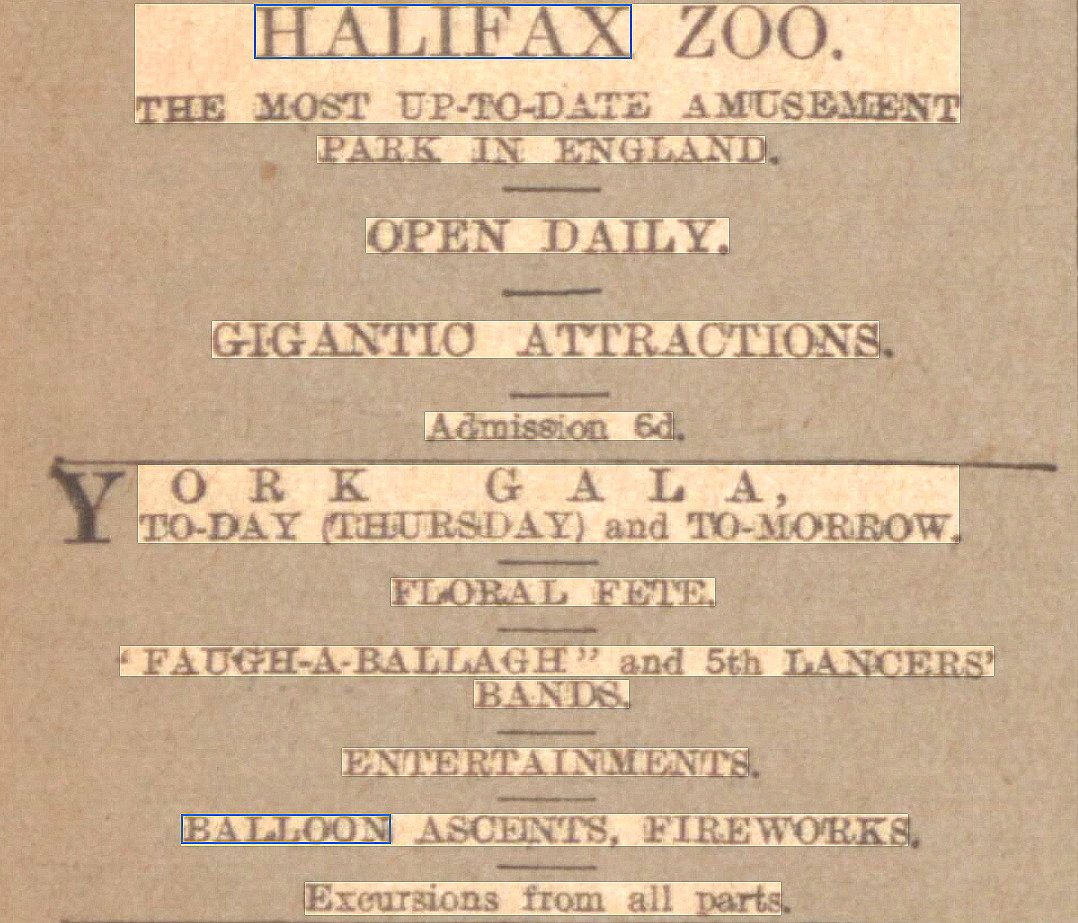 HALIFAX ZOO.
THE MOST UP-TO-DATE AMUSEMENT
PARK IN ENGLAND.
OPEN DAILY.
GIGANTIC ATTRACTIONS.
Admission 6d.
YORK GALA,
TO-DAY (THURSDAY) and TO-MORROW.
FLORAL FETE.
"FAUGH-A-BALLAGH" and 5th LANCERS'
BANDS.
ENTERTAINMENTS.
BALLOON ASCENTS, FIREWORKS.
Excursions from all parts.